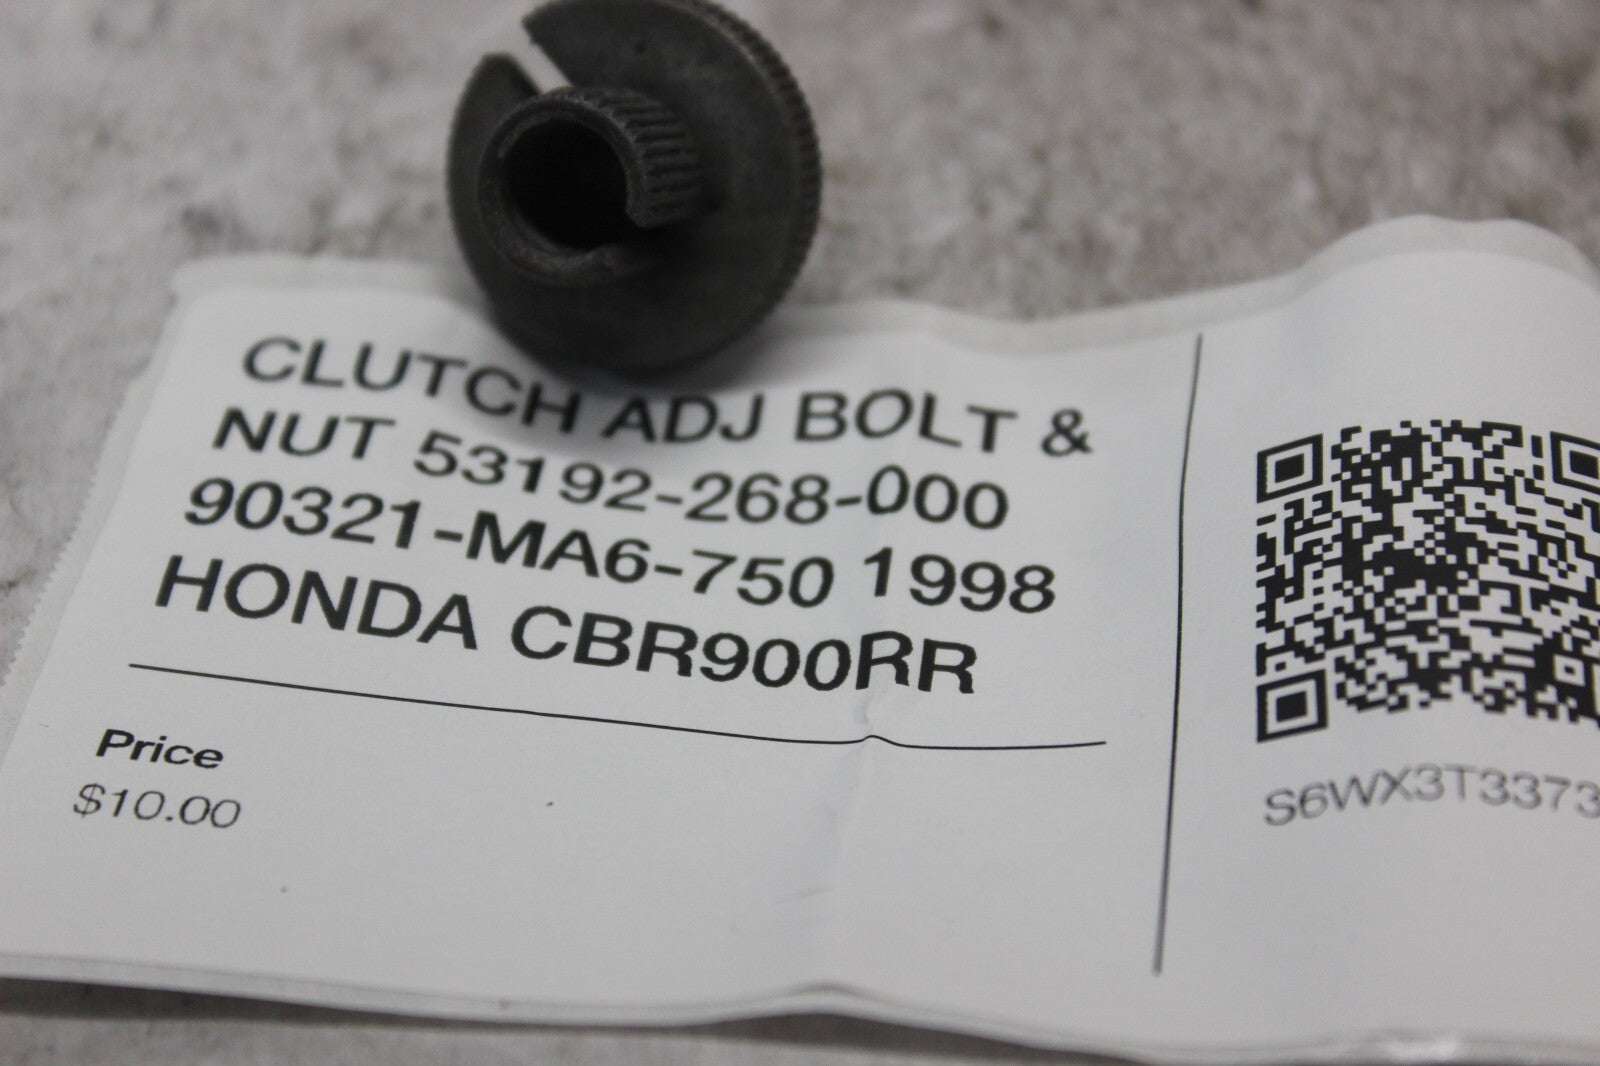 CLUTCH ADJ BOLT &
NUT 53192-268-000
90321-MA6-750 1998
HONDA CBR900RR
Price
$10.00
S6WX3T3373